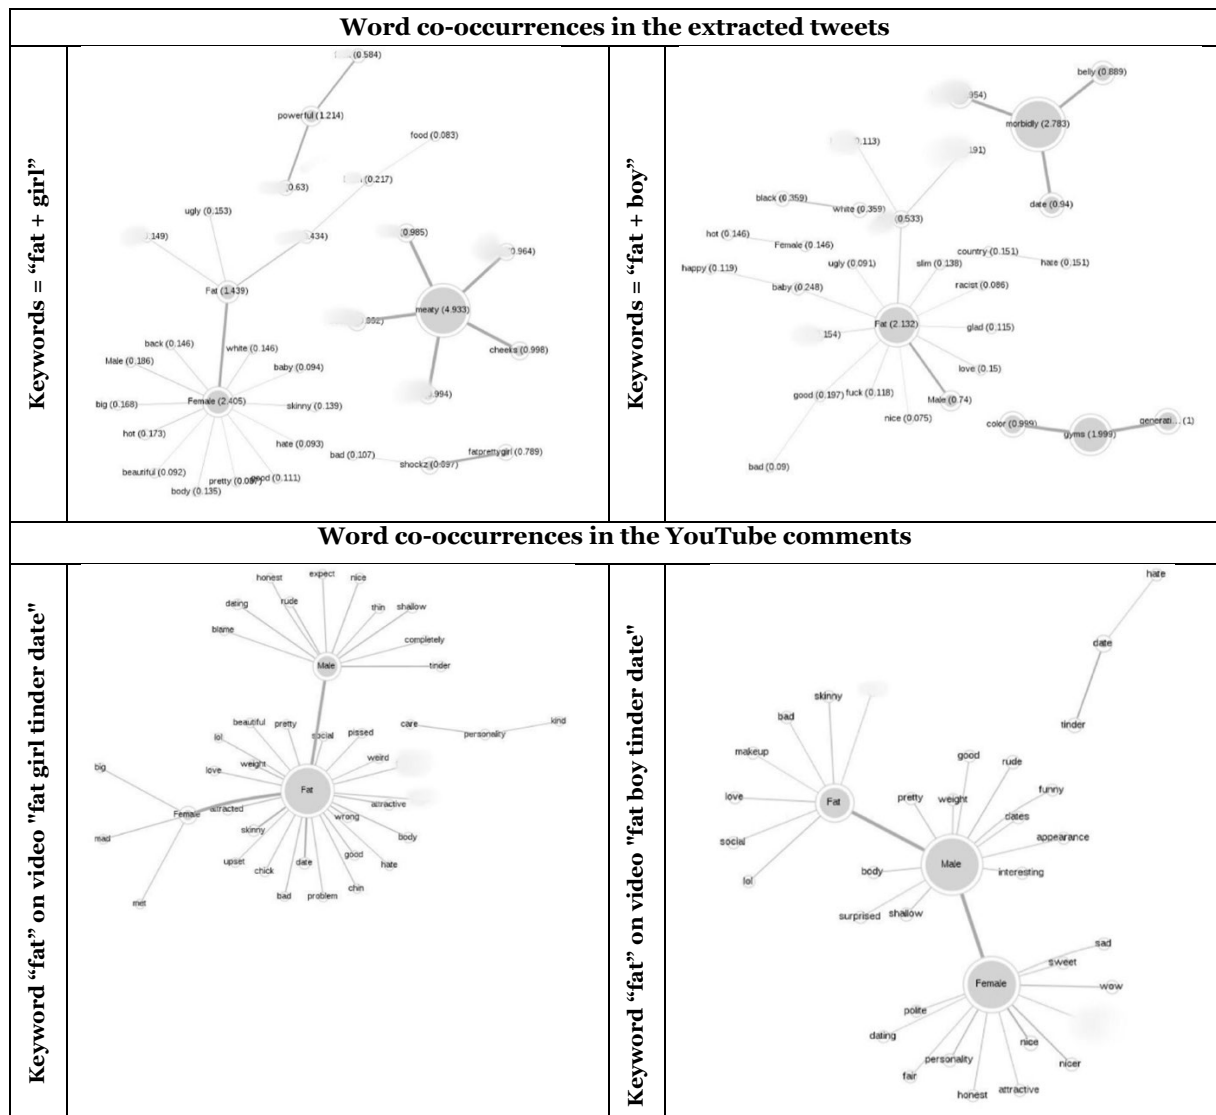 Word co-occurrences in the extracted tweets
Keywords = “fat + girl”
(0.584)
powerful (1.214)
food (0.083)
0.63)
(0.217)
ugly (0.153)
.149)
.434)
0.985)
0.964)
Fat (1.439)
meaty (4.933)
back (0.146)
white (0.146)
cheeks (0.998)
Male (0.186)
baby (0.094)
big (0.168)
Female (2.405)
skinny (0.139)
.994)
hot (0.173)
hate (0.093)
beautiful (0.092)
bad (0.107)
fatprettygirl (0.789)
shockz (0.897)
pretty (0.087)
good (0.111)
body (0.135)
Keywords = “fat + boy”
belly (0.889)
.954)
morbidly (2.783)
0.113)
.191)
black (0.359)
white (0.359)
date (0.94)
(0.533)
hot (0.146)
Female (0.146)
country (0.151)
happy (0.119)
ugly (0.091)
slim (0.138)
hate (0.151)
baby (0.248)
racist (0.086)
.154)
Fat (2.132)
glad (0.115)
love (0.15)
good (0.197)
fuck (0.118)
Male (0.74)
nice (0.075)
color (0.999)
gyms (1.999)
generati... (1)
bad (0.09)
Word co-occurrences in the YouTube comments
Keyword “fat” on video "fat girl tinder date"
honest
expect
nice
dating
rude
thin
shallow
blame
completely
Male
tinder
beautiful
pretty
care
kind
lol
social
pissed
personality
weight
weird
big
love
Fat
Female
attracted
attractive
wrong
mad
skinny
body
upset
date
good
hate
chick
chin
met
bad
problem
Keyword “fat” on video "fat boy tinder date"
hate
date
skinny
bad
tinder
makeup
good
rude
love
Fat
pretty
weight
funny
dates
social
appearance
Male
lol
body
interesting
surprised
shallow
sad
sweet
Female
wow
polite
dating
nice
personality
nicer
fair
honest
attractive